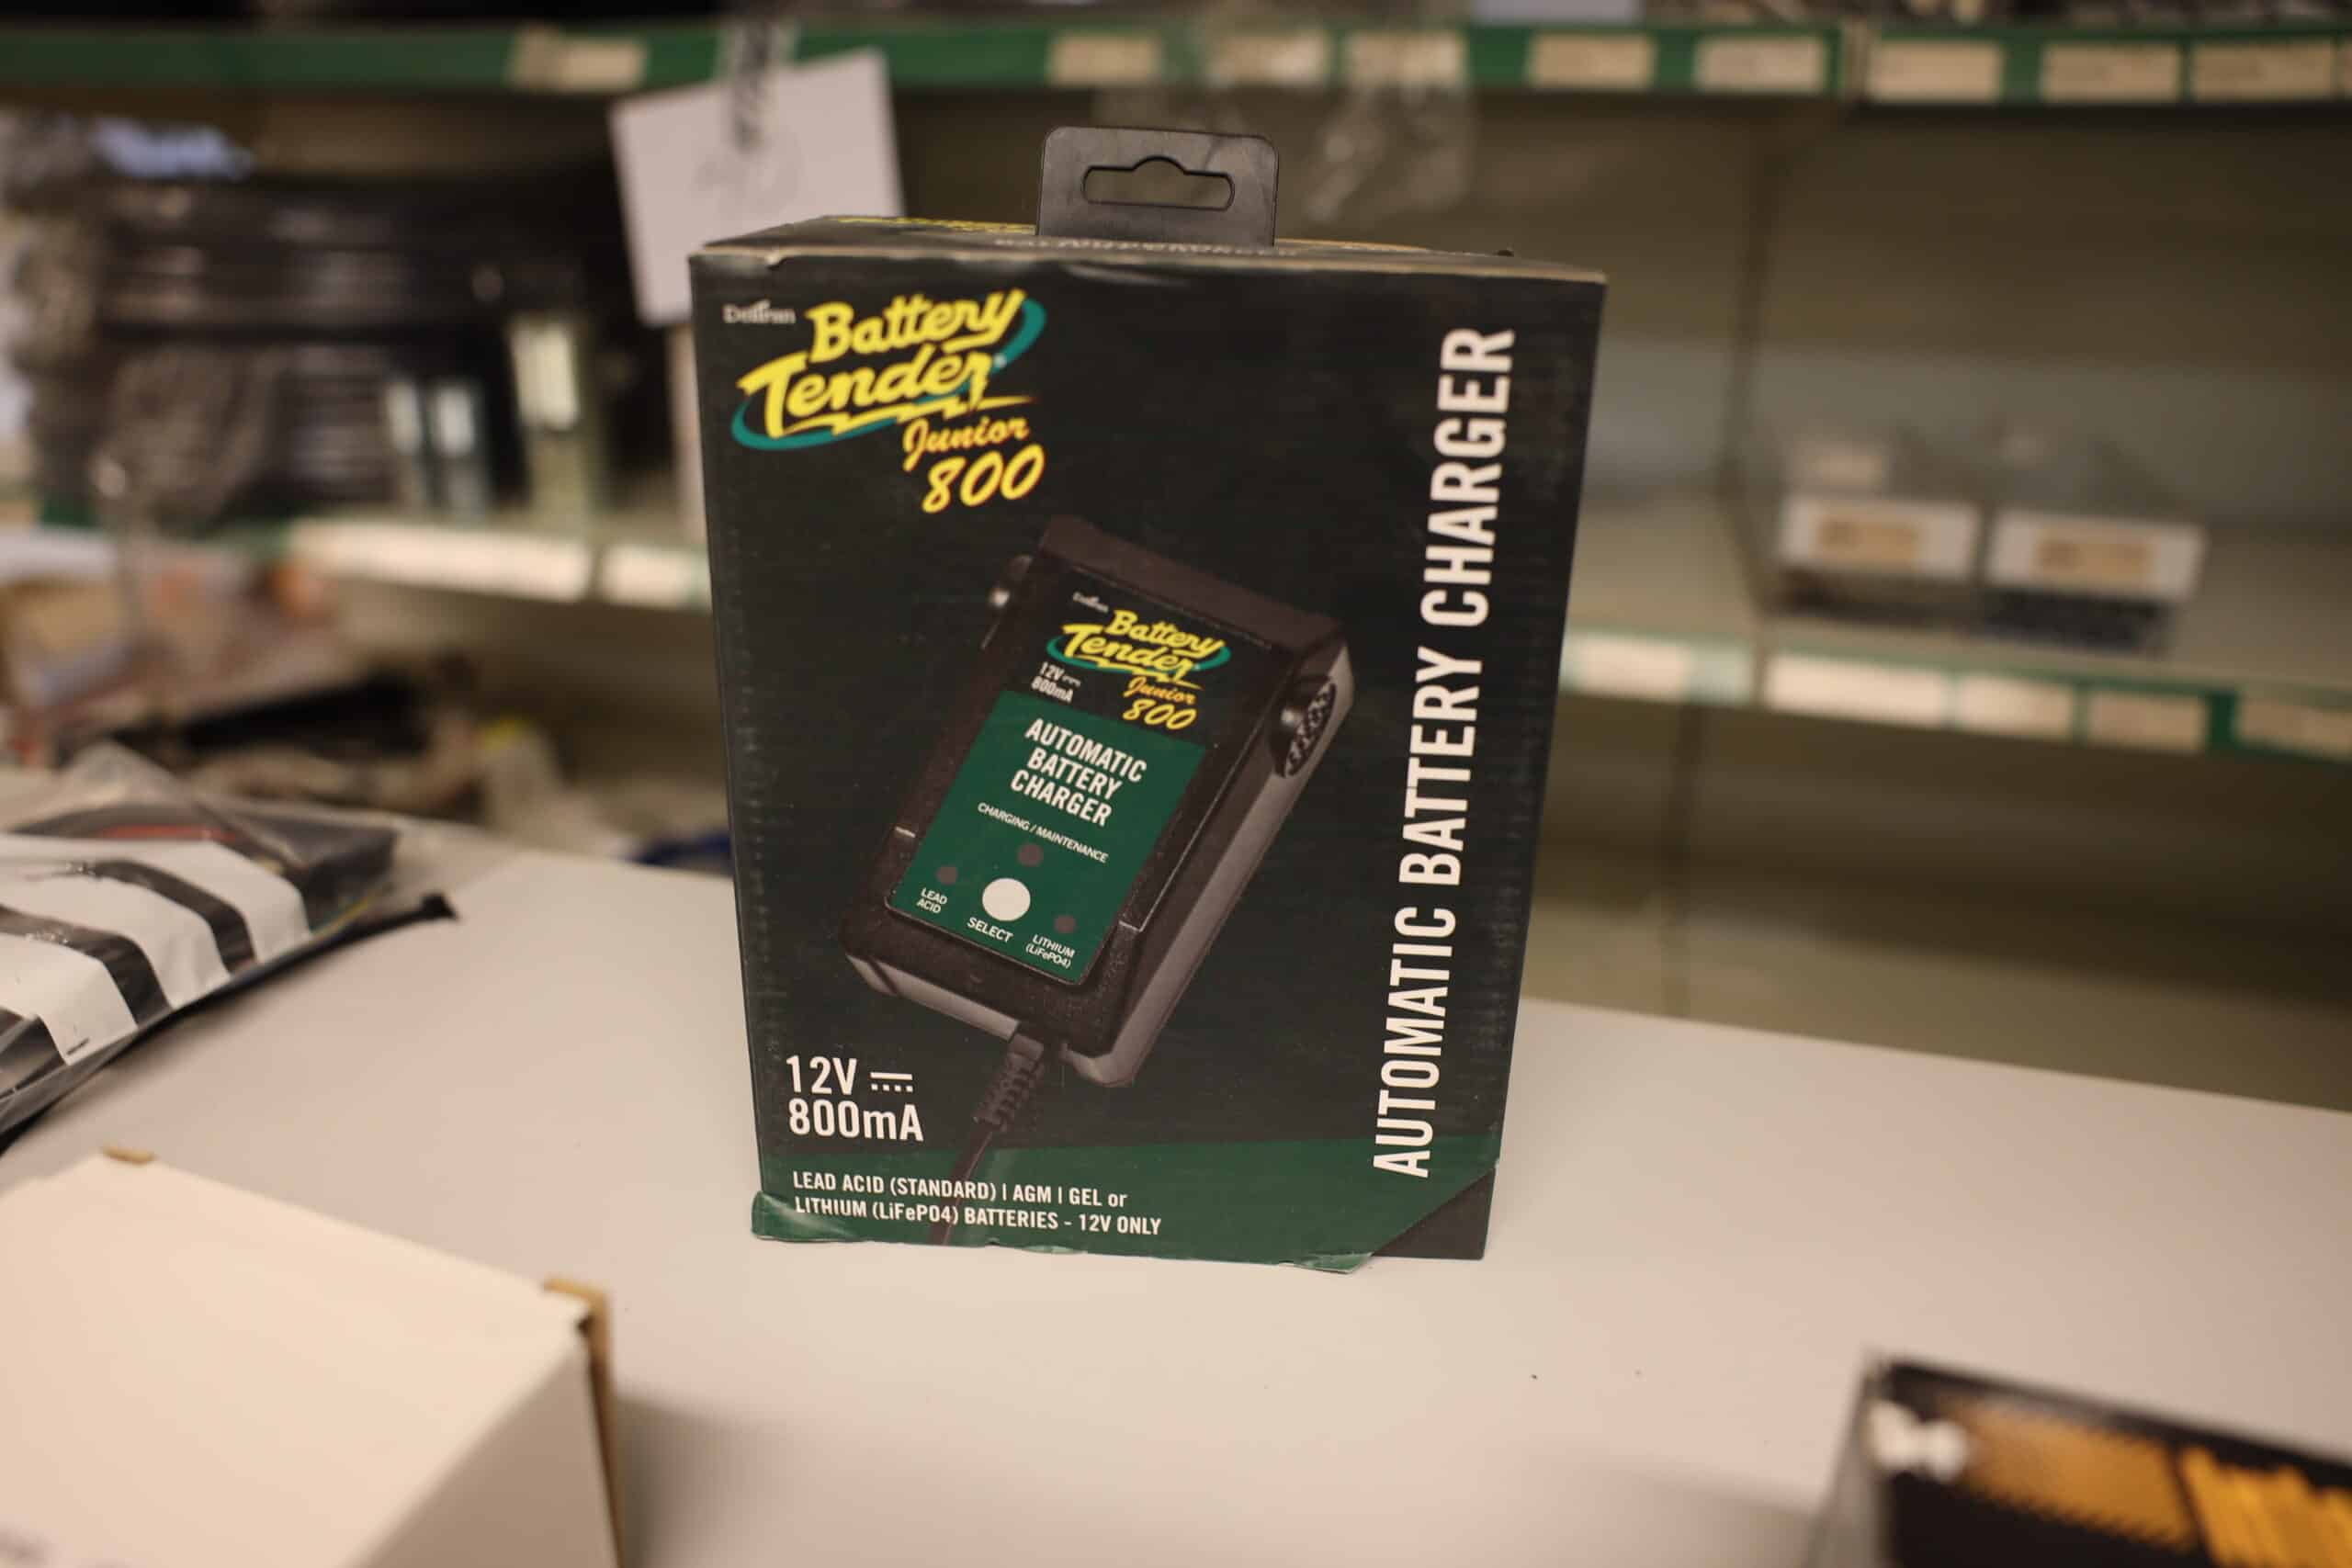 Deltran
Battery
Tender
Junior
800
AUTOMATIC BATTERY CHARGER
Deltran
Battery
Tender
12V
800mA
Junior
800
AUTOMATIC
BATTERY
CHARGER
CHARGING / MAINTENANCE
LEAD
ACID
SELECT
LITHIUM
(LiFePO4)
12V
800mA
LEAD ACID (STANDARD) | AGM | GEL or
LITHIUM (LiFePO4) BATTERIES - 12V ONLY